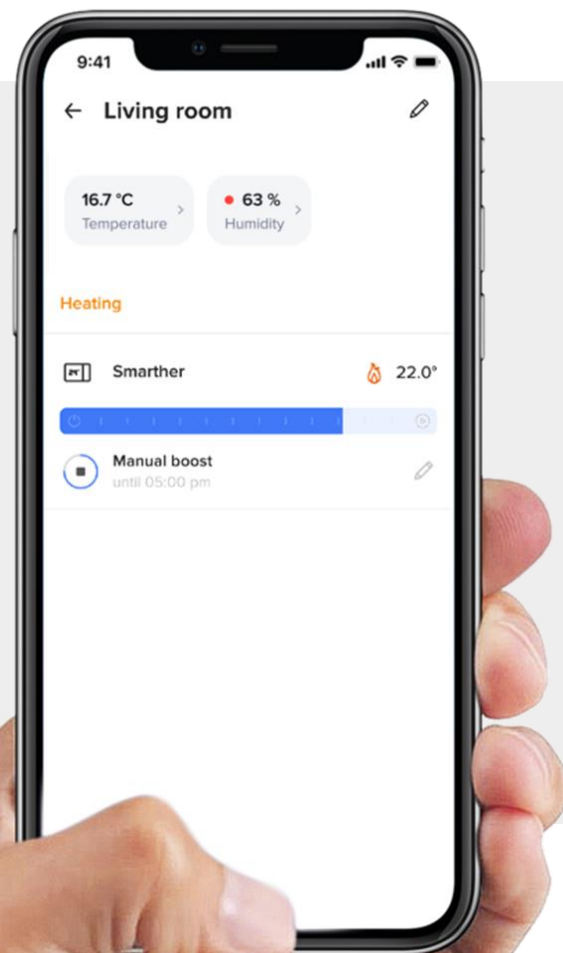 9:41
Living room
16.7 °C
Temperature
63 %
Humidity
Heating
Smarther
22.0°
Manual boost
until 05:00 pm